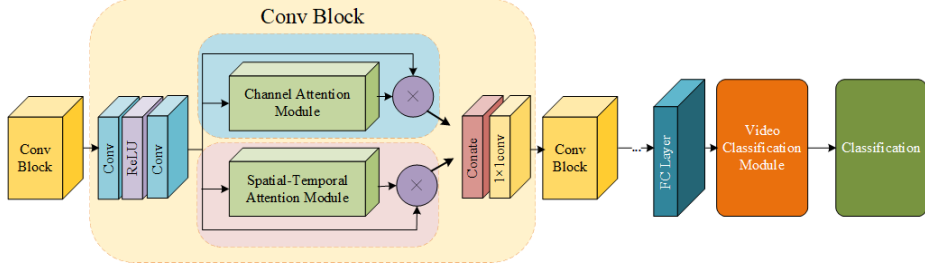 Conv Block
Conv
Block
Conv
ReLU
Conv
Channel Attention
Module
×
Spatial-Temporal
Attention Module
×
Conate
1×1conv
Conv
Block
...
FC Layer
Video
Classification
Module
Classification